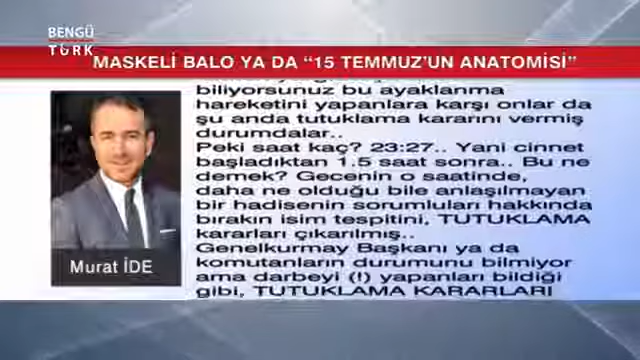 BENGÜ
TÜRK
MASKELİ BALO YA DA "15 TEMMUZ'UN ANATOMİSİ"
biliyorsunuz bu ayaklanma
hareketini yapanlara karşı onlar da
şu anda tutuklama kararını vermiş
durumdalar..
Peki saat kaç? 23:27.. Yani cinnet
başladıktan 1.5 saat sonra.. Bu ne
demek? Gecenin o saatinde,
daha ne olduğu bile anlaşılmayan
bir hadisenin sorumluları hakkında
bırakın isim tespitini, TUTUKLAMA
kararları çıkarılmış..
Genelkurmay Başkanı ya da
komutanların durumunu bilmiyor
ama darbeyi (!) yapanları bildiği
gibi, TUTUKLAMA KARARLARI
Murat İDE